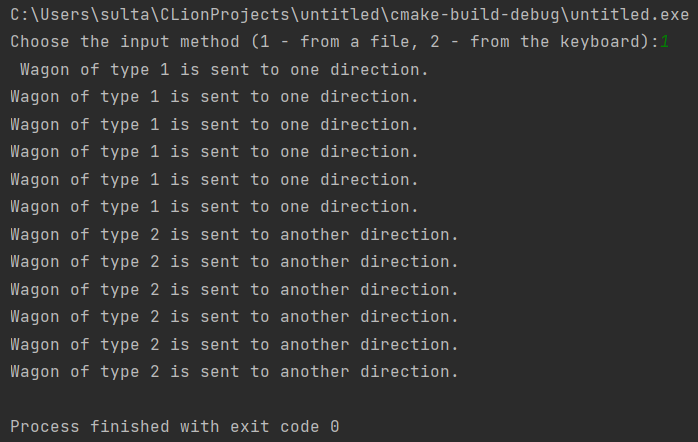 C:\Users\sulta\CLionProjects\untitled\cmake-build-debug\untitled.exe
Choose the input method (1 - from a file, 2 - from the keyboard):1
 Wagon of type 1 is sent to one direction.
Wagon of type 1 is sent to one direction.
Wagon of type 1 is sent to one direction.
Wagon of type 1 is sent to one direction.
Wagon of type 1 is sent to one direction.
Wagon of type 1 is sent to one direction.
Wagon of type 2 is sent to another direction.
Wagon of type 2 is sent to another direction.
Wagon of type 2 is sent to another direction.
Wagon of type 2 is sent to another direction.
Wagon of type 2 is sent to another direction.
Wagon of type 2 is sent to another direction.
Process finished with exit code 0